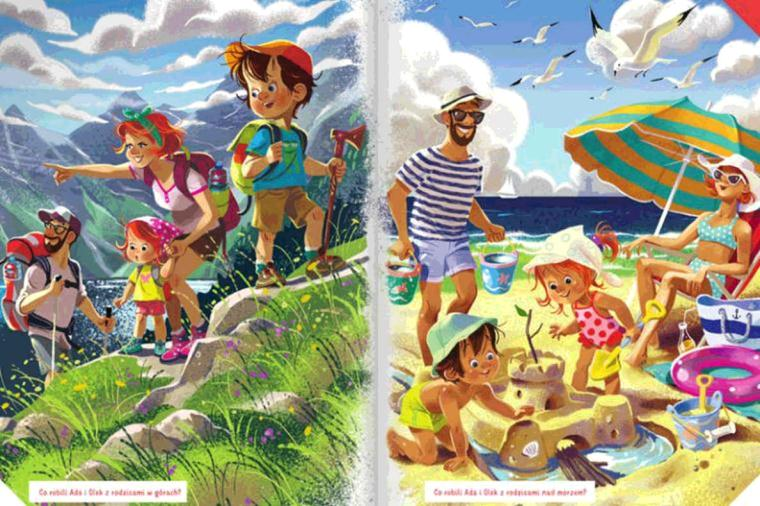 Co robili Ada i Olek z rodzicami w górach?
Co robili Ada i Olek z rodzicami nad morzem?